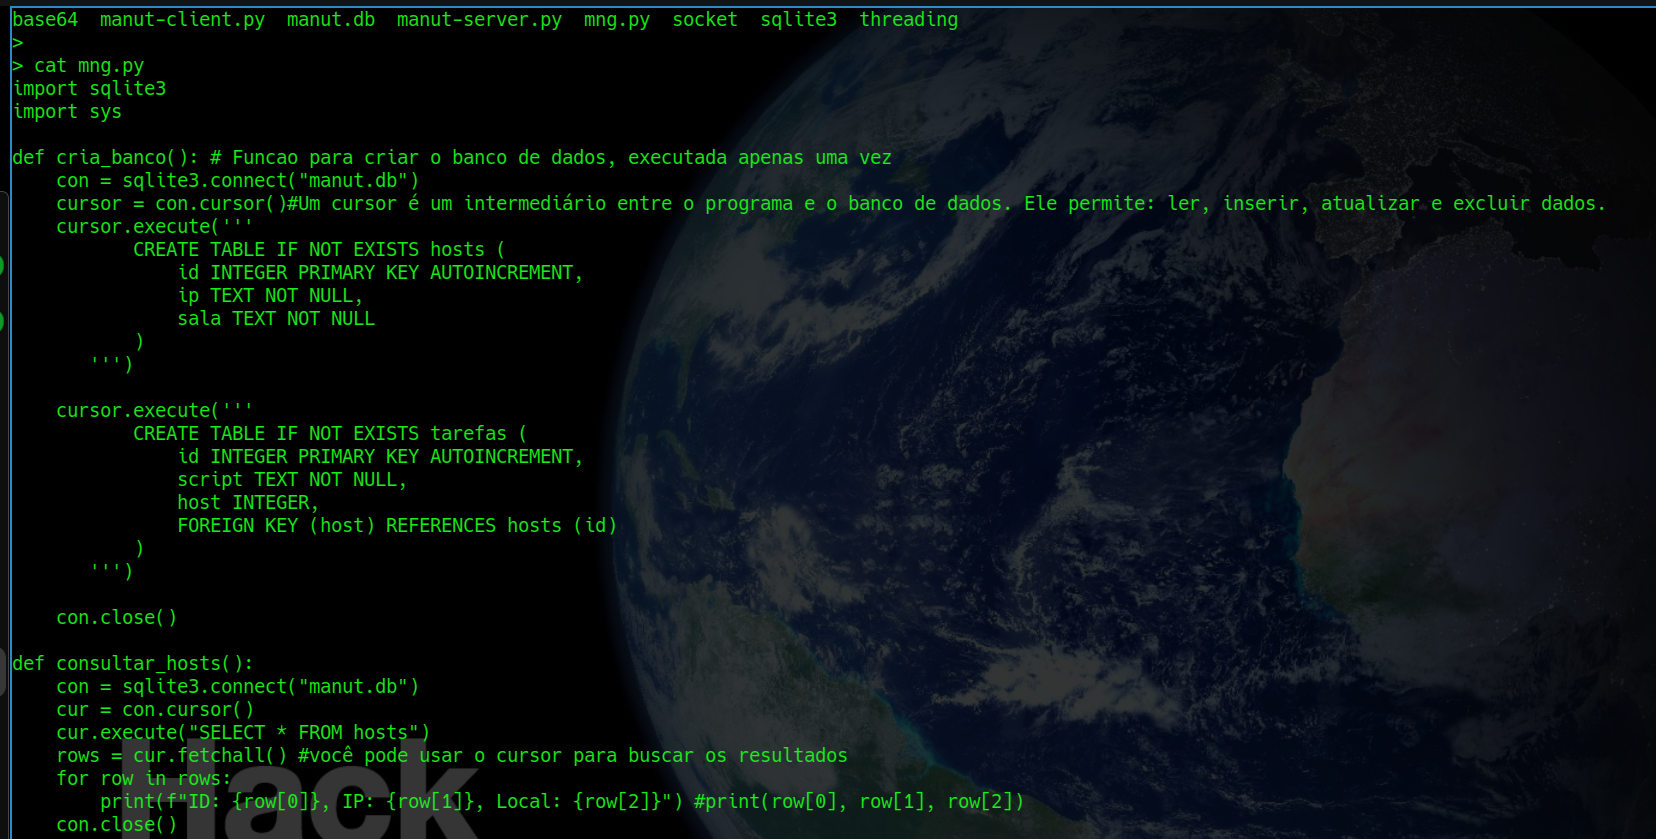 base64  manut-client.py  manut.db  manut-server.py  mng.py  socket  sqlite3  threading
>
> cat mng.py
import sqlite3
import sys

def cria_banco(): # Funcao para criar o banco de dados, executada apenas uma vez
    con = sqlite3.connect("manut.db")
    cursor = con.cursor()#Um cursor é um intermediário entre o programa e o banco de dados. Ele permite: ler, inserir, atualizar e excluir dados.
    cursor.execute('''
           CREATE TABLE IF NOT EXISTS hosts (
               id INTEGER PRIMARY KEY AUTOINCREMENT,
               ip TEXT NOT NULL,
               sala TEXT NOT NULL
           )
       ''')

    cursor.execute('''
           CREATE TABLE IF NOT EXISTS tarefas (
               id INTEGER PRIMARY KEY AUTOINCREMENT,
               script TEXT NOT NULL,
               host INTEGER,
               FOREIGN KEY (host) REFERENCES hosts (id)
           )
       ''')

    con.close()

def consultar_hosts():
    con = sqlite3.connect("manut.db")
    cur = con.cursor()
    cur.execute("SELECT * FROM hosts")
    rows = cur.fetchall() #você pode usar o cursor para buscar os resultados
    for row in rows:
        print(f"ID: {row[0]}, IP: {row[1]}, Local: {row[2]}") #print(row[0], row[1], row[2])
    con.close()
Hack